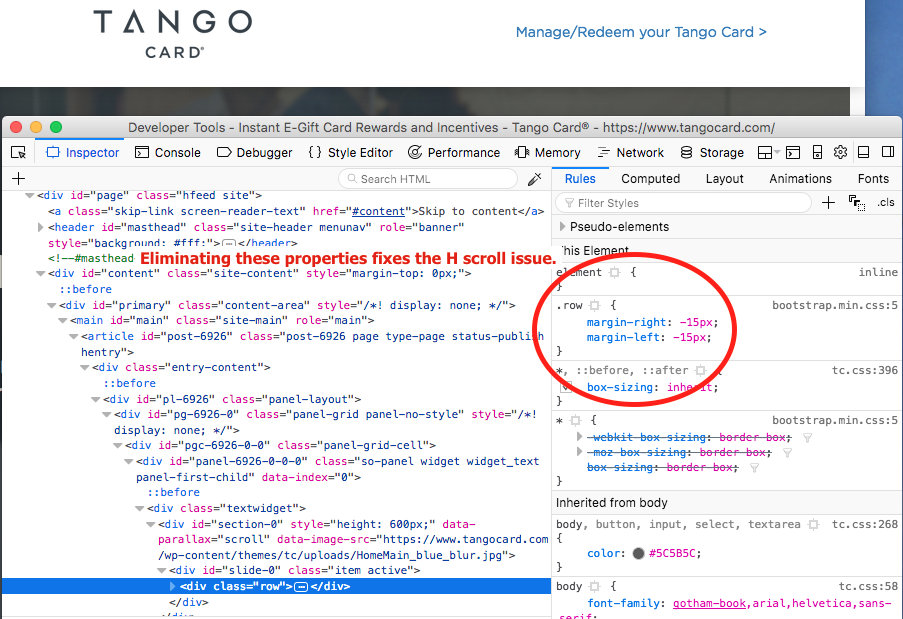 TANGO
CARD®
Manage/Redeem your Tango Card >
Developer Tools - Instant E-Gift Card Rewards and Incentives - Tango Card® - https://www.tangocard.com/
Inspector Console Debugger { } Style Editor Performance Memory Network Storage
+ Search HTML
Rules Computed Layout Animations Fonts
Filter Styles + .cls
<div id="page" class="hfeed site">
<a class="skip-link screen-reader-text" href="#content">Skip to content</a>
<header id="masthead" class="site-header menunav" role="banner"
style="background: #fff;"></header>
<!--#masthead
Eliminating these properties fixes the H scroll issue.
<div id="content" class="site-content" style="margin-top: 0px;">
::before
<div id="primary" class="content-area" style="/*! display: none; */">
<main id="main" class="site-main" role="main">
<article id="post-6926" class="post-6926 page type-page status-publish
hentry">
<div class="entry-content">
::before
<div id="pl-6926" class="panel-layout">
<div id="pg-6926-0" class="panel-grid panel-no-style" style="/*!
display: none; */">
<div id="pgc-6926-0-0" class="panel-grid-cell">
<div id="panel-6926-0-0-0" class="so-panel widget widget_text
panel-first-child" data-index="0">
::before
<div class="textwidget">
<div id="section-0" style="height: 600px;" data-
parallax="scroll" data-image-src="https://www.tangocard.com
/wp-content/themes/tc/uploads/HomeMain_blue_blur.jpg">
<div id="slide-0" class="item active">
<div class="row"></div>
</div>
Pseudo-elements
This Element
element { inline
}
.row { bootstrap.min.css:5
margin-right: -15px;
margin-left: -15px;
}
*, ::before, ::after { tc.css:396
box-sizing: inherit;
}
* { bootstrap.min.css:5
-webkit-box-sizing: border-box;
-moz-box-sizing: border-box;
box-sizing: border-box;
}
Inherited from body
body, button, input, select, textarea tc.css:268
{
color: #5C5B5C;
}
body { tc.css:58
font-family: gotham-book,arial,helvetica,sans-
serif;